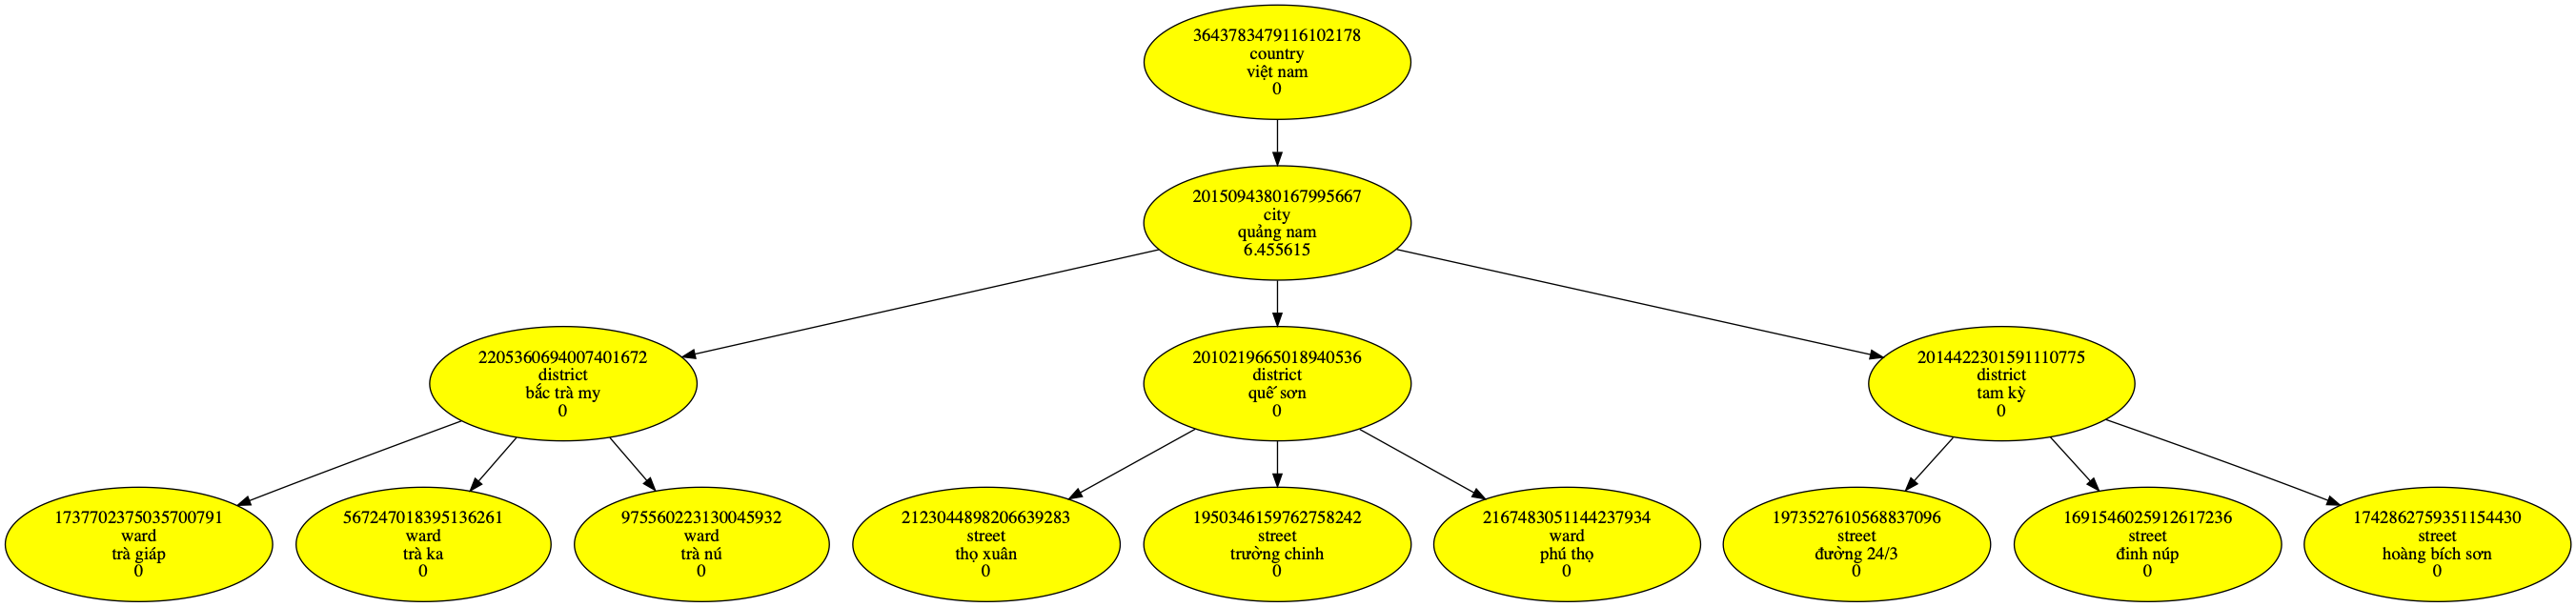 3643783479116102178
country
việt nam
0
2015094380167995667
city
quảng nam
6.455615
2205360694007401672
district
bắc trà my
0
2010219665018940536
district
quế sơn
0
2014422301591110775
district
tam kỳ
0
1737702375035700791
ward
trà giáp
0
567247018395136261
ward
trà ka
0
975560223130045932
ward
trà nú
0
2123044898206639283
street
thọ xuân
0
1950346159762758242
street
trường chinh
0
2167483051144237934
ward
phú thọ
0
1973527610568837096
street
đường 24/3
0
1691546025912617236
street
đinh núp
0
1742862759351154430
street
hoàng bích sơn
0